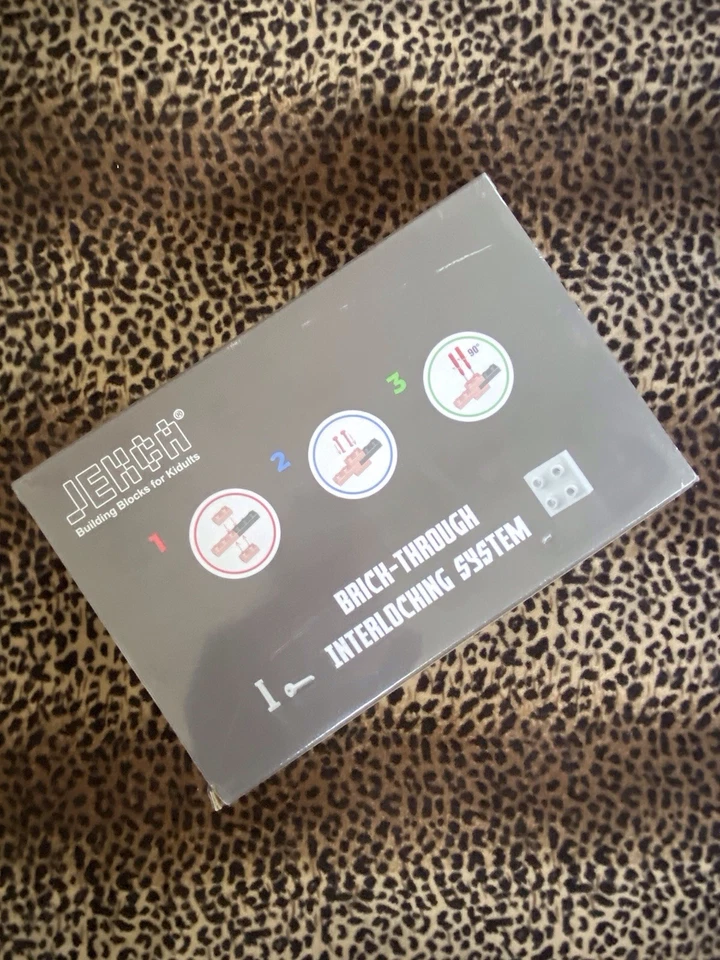 JEKCA®
Building Blocks for Kidults
1
2
3
90°
BRICK-THROUGH
INTERLOCKING SYSTEM